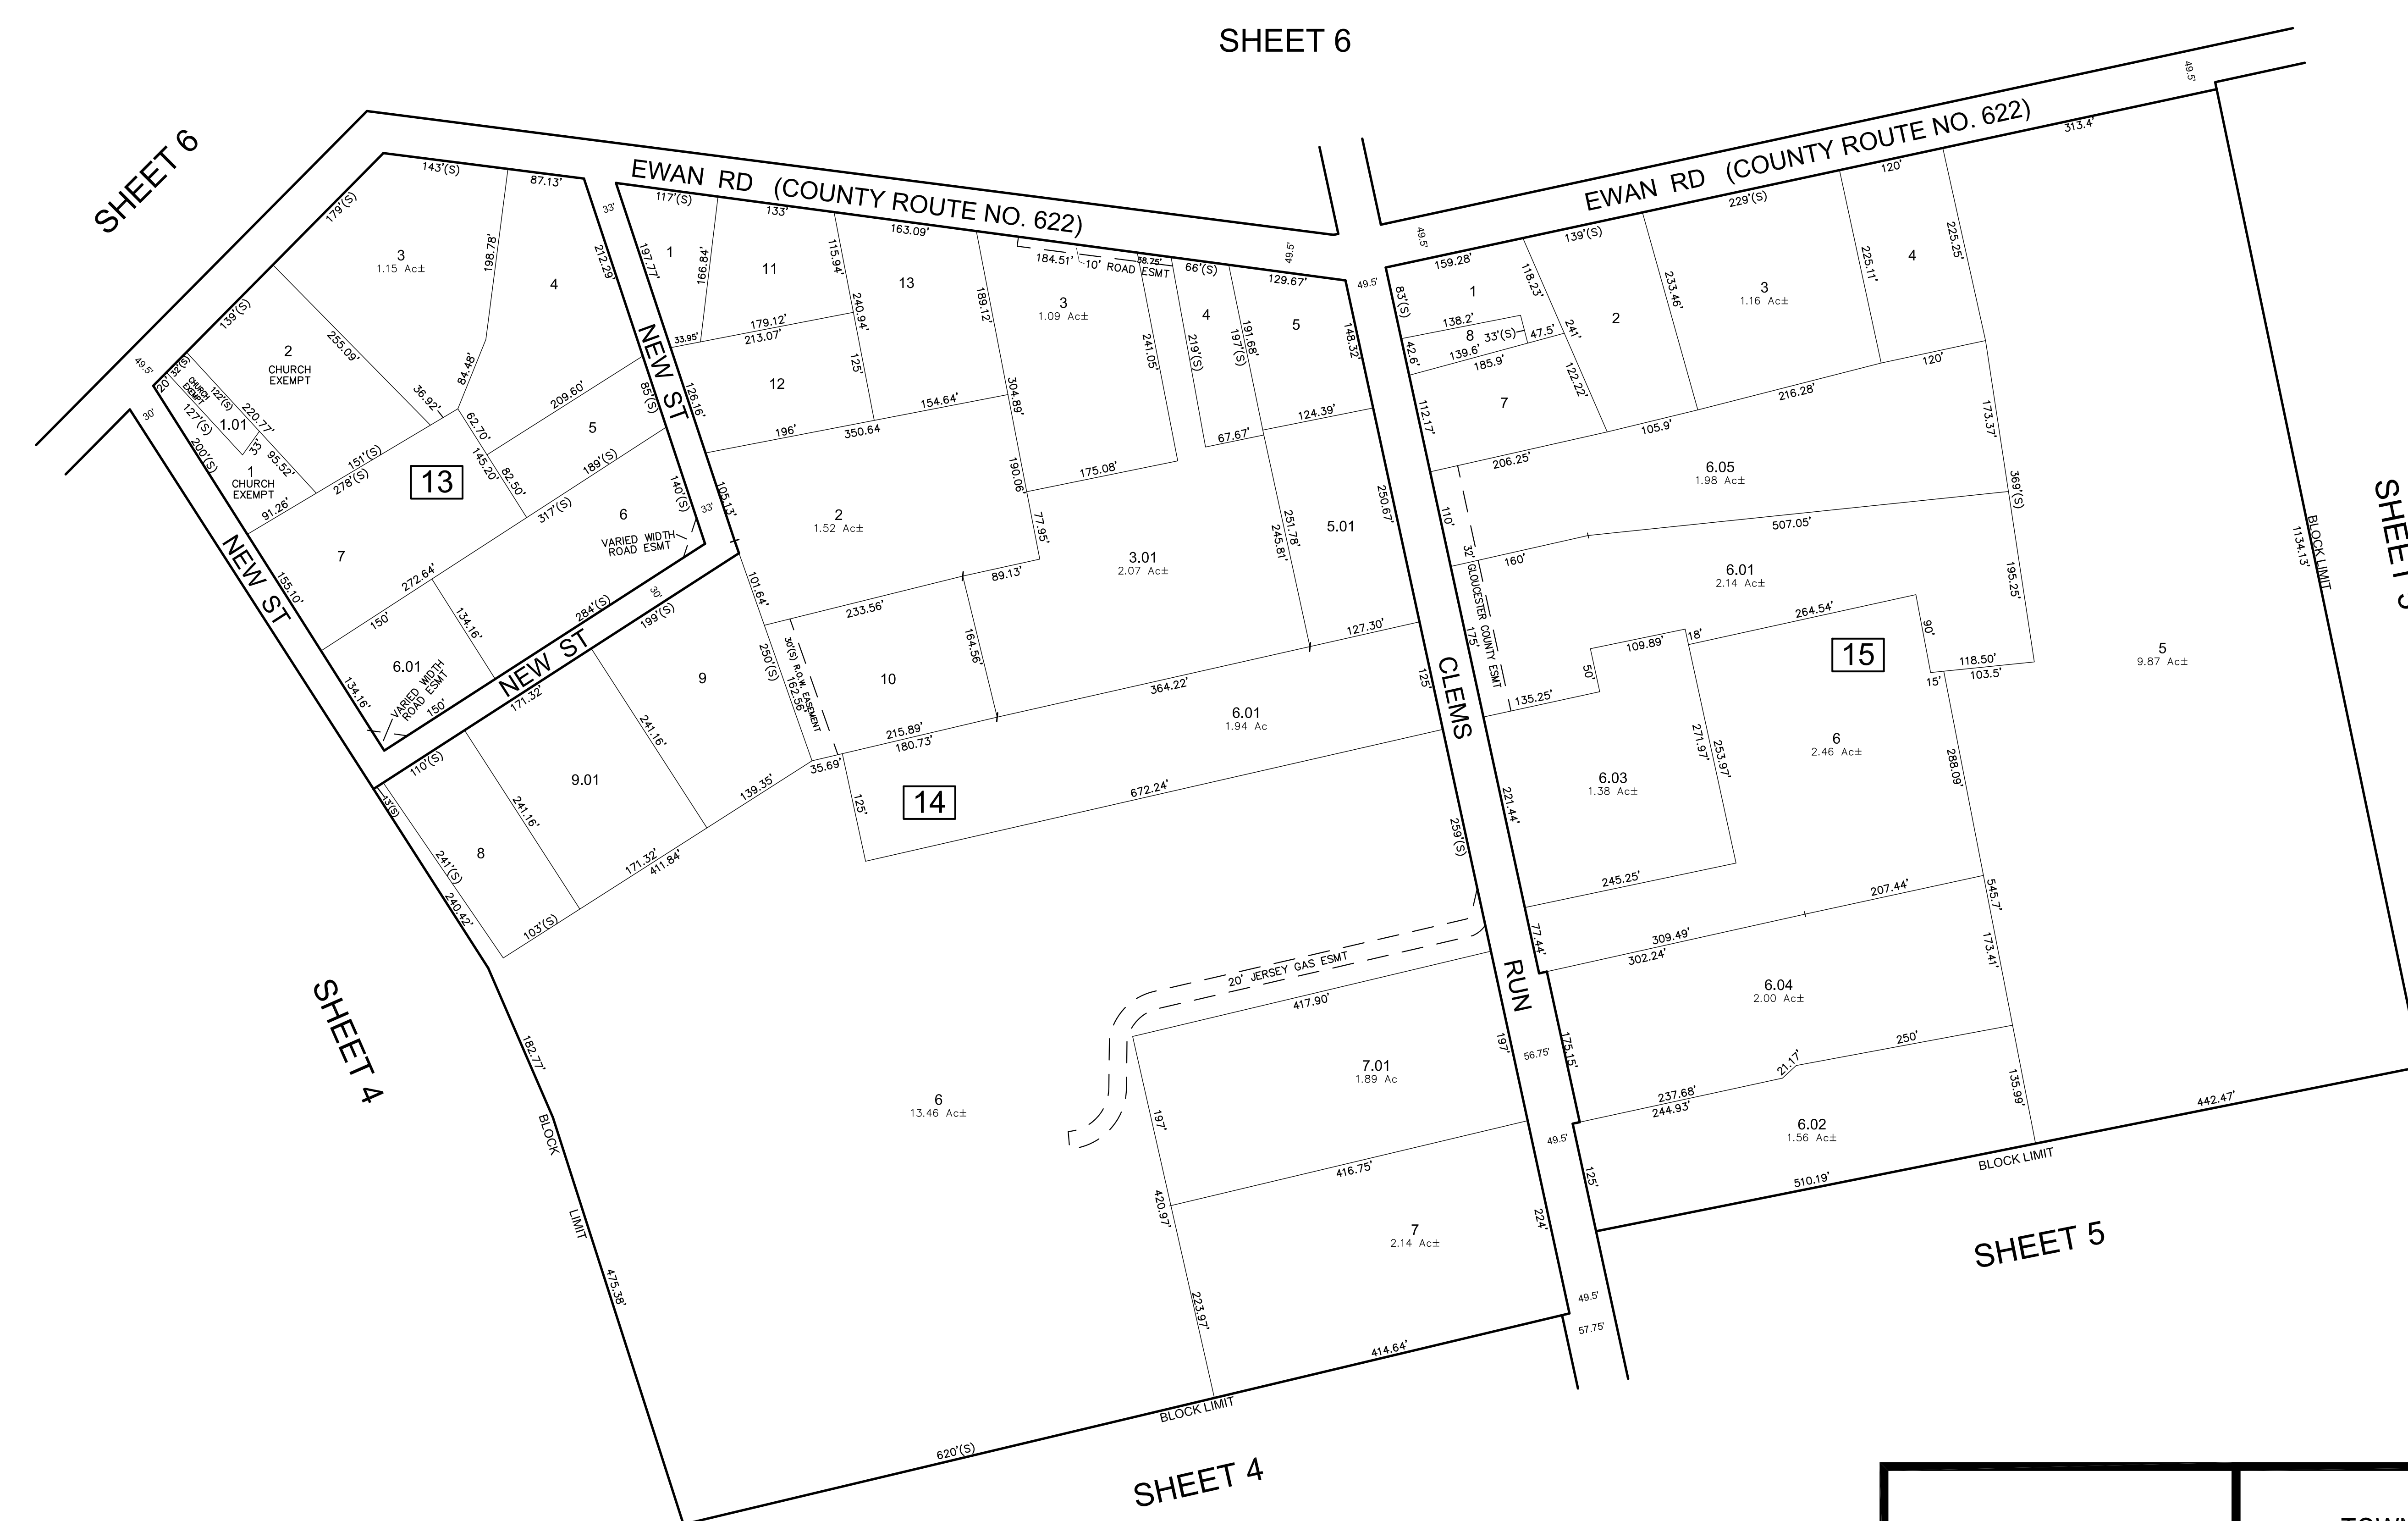 SHEET 6
SHEET 6
EWAN RD (COUNTY ROUTE NO. 622)
EWAN RD (COUNTY ROUTE NO. 622)
49.5'
313.4'
143'(S)
87.13'
179'(S)
33'
117'(S)
133'
163.09'
184.51'
10' ROAD ESMT
38.75'
66'(S)
49.5'
129.67'
49.5'
49.5'
159.28'
139'(S)
229'(S)
120'
3
1.15 Ac±
198.78'
4
212.29'
197.77'
1
166.84'
11
115.94'
13
189.12'
3
1.09 Ac±
241.05'
4
219'(S)
191.68'
197'(S)
5
148.32'
83'(S)
1
118.23'
2
233.46'
3
1.16 Ac±
225.11'
4
225.25'
139'(S)
255.09'
2
CHURCH
EXEMPT
36.92'
84.48'
209.60'
NEW ST
33.95'
179.12'
213.07'
240.94'
125'
138.2'
8
33'(S)
47.5'
241'
42.6'
139.6'
185.9'
122.22'
7
112.17'
120'
216.28'
105.9'
206.25'
173.37'
49.5'
20'
32'(S)
CHURCH
EXEMPT
122'(S)
127'(S)
1.01
220.77'
33'
95.52'
30'
200'(S)
1
CHURCH
EXEMPT
91.26'
151'(S)
278'(S)
13
62.70'
145.20'
82.50'
5
85'(S)
189'(S)
317'(S)
126.16'
12
196'
350.64
154.64'
304.89'
190.06'
175.08'
67.67'
124.39'
6
140'(S)
33'
VARIED WIDTH
ROAD ESMT
105.13'
2
1.52 Ac±
77.95'
89.13'
3.01
2.07 Ac±
251.78'
245.81'
5.01
250.67'
6.05
1.98 Ac±
369'(S)
507.05'
110'
32'
GLOUCESTER COUNTY ESMT
175'
160'
6.01
2.14 Ac±
195.25'
BLOCK LIMIT
1134.13'
NEW ST
7
155.10'
272.64'
150'
134.16'
6.01
134.16'
VARIED WIDTH
ROAD ESMT
150'
284'(S)
30'
199'(S)
NEW ST
171.32'
110'(S)
101.64'
250'(S)
162.56'
30'(S) R.O.W. EASEMENT
233.56'
164.56'
10
9
215.89'
180.73'
35.69'
364.22'
127.30'
6.01
1.94 Ac
125'
CLEMS
109.89'
18'
264.54'
90'
50'
135.25'
15
118.50'
103.5'
15'
5
9.87 Ac±
9.01
241.16'
241.16'
139.35'
125'
14
672.24'
259'(S)
221.44'
6.03
1.38 Ac±
271.97'
253.97'
6
2.46 Ac±
288.09'
13'(S)
8
241'(S)
240.42'
103'(S)
171.32'
411.84'
245.25'
207.44'
545.7'
77.44'
309.49'
302.24'
173.41'
20' JERSEY GAS ESMT
417.90'
RUN
6.04
2.00 Ac±
SHEET 4
182.77'
BLOCK
LIMIT
475.38'
6
13.46 Ac±
7.01
1.89 Ac
197'
197'
56.75'
175.15'
21.17'
250'
237.68'
244.93'
135.99'
442.47'
49.5'
6.02
1.56 Ac±
125'
BLOCK LIMIT
510.19'
416.75'
420.97'
7
2.14 Ac±
224'
223.97'
SHEET 5
49.5'
57.75'
414.64'
BLOCK LIMIT
620'(S)
SHEET 4